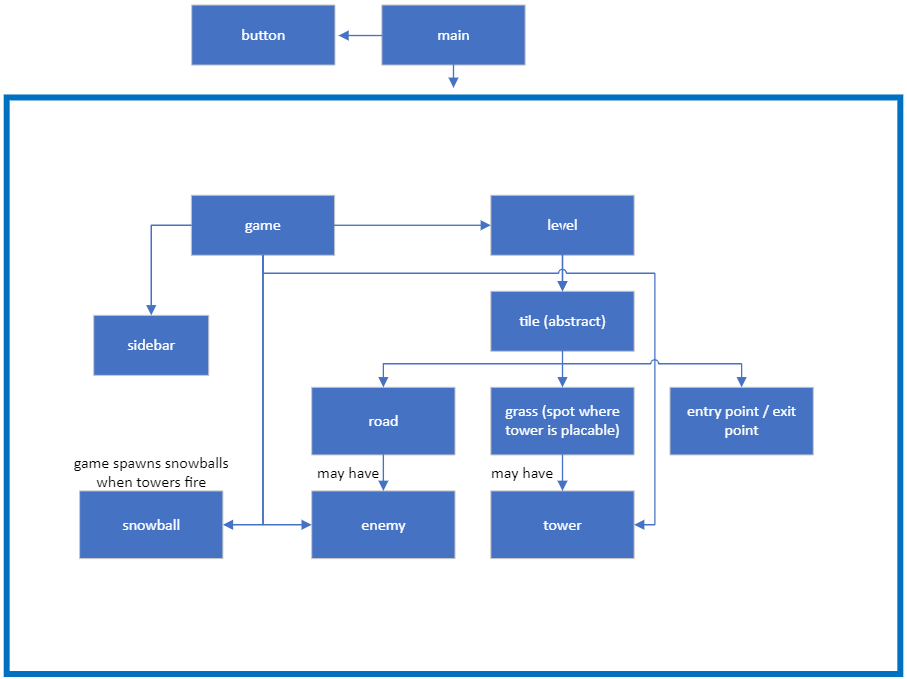 button
main
game
level
tile (abstract)
sidebar
road
grass (spot where
tower is placable)
entry point / exit
point
game spawns snowballs
when towers fire
may have
may have
snowball
enemy
tower